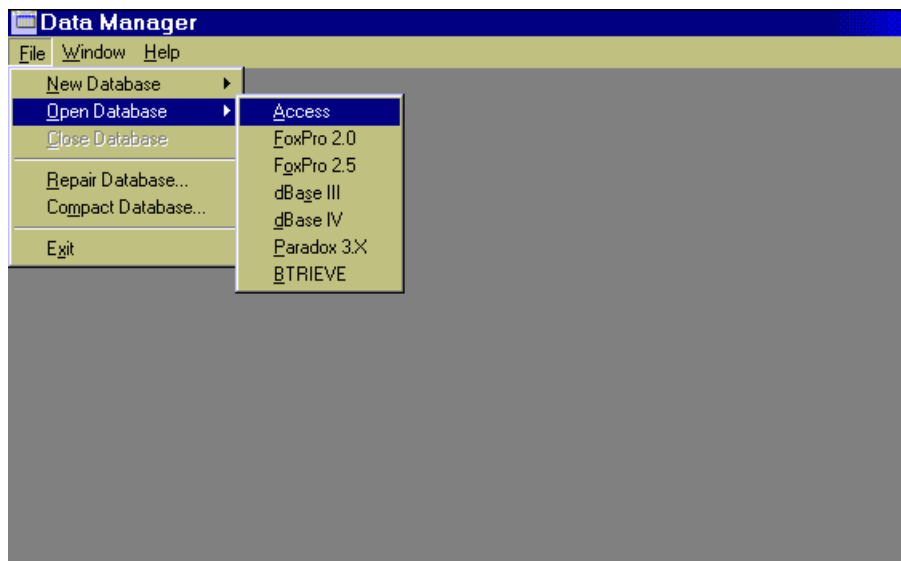 Data Manager
File Window Help
New Database
Open Database
Close Database
Repair Database...
Compact Database...
Exit
Access
FoxPro 2.0
FoxPro 2.5
dBase III
dBase IV
Paradox 3.X
BTRIEVE